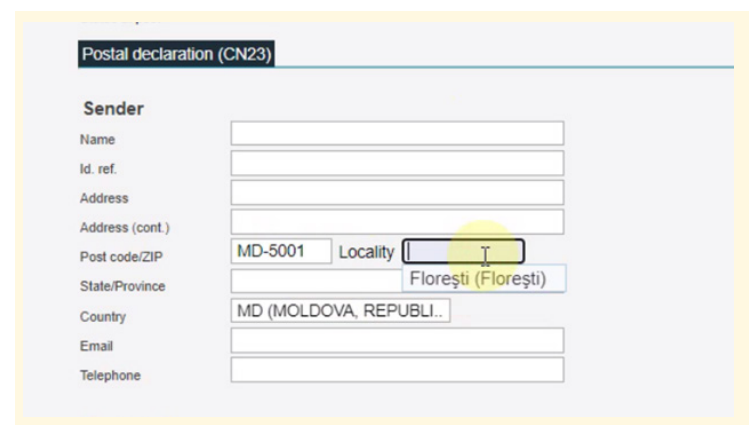 Postal declaration (CN23)
Sender
Name
Id. ref.
Address
Address (cont.)
Post code/ZIP MD-5001 Locality
Floreşti (Floreşti)
State/Province
Country MD (MOLDOVA, REPUBLI..
Email
Telephone